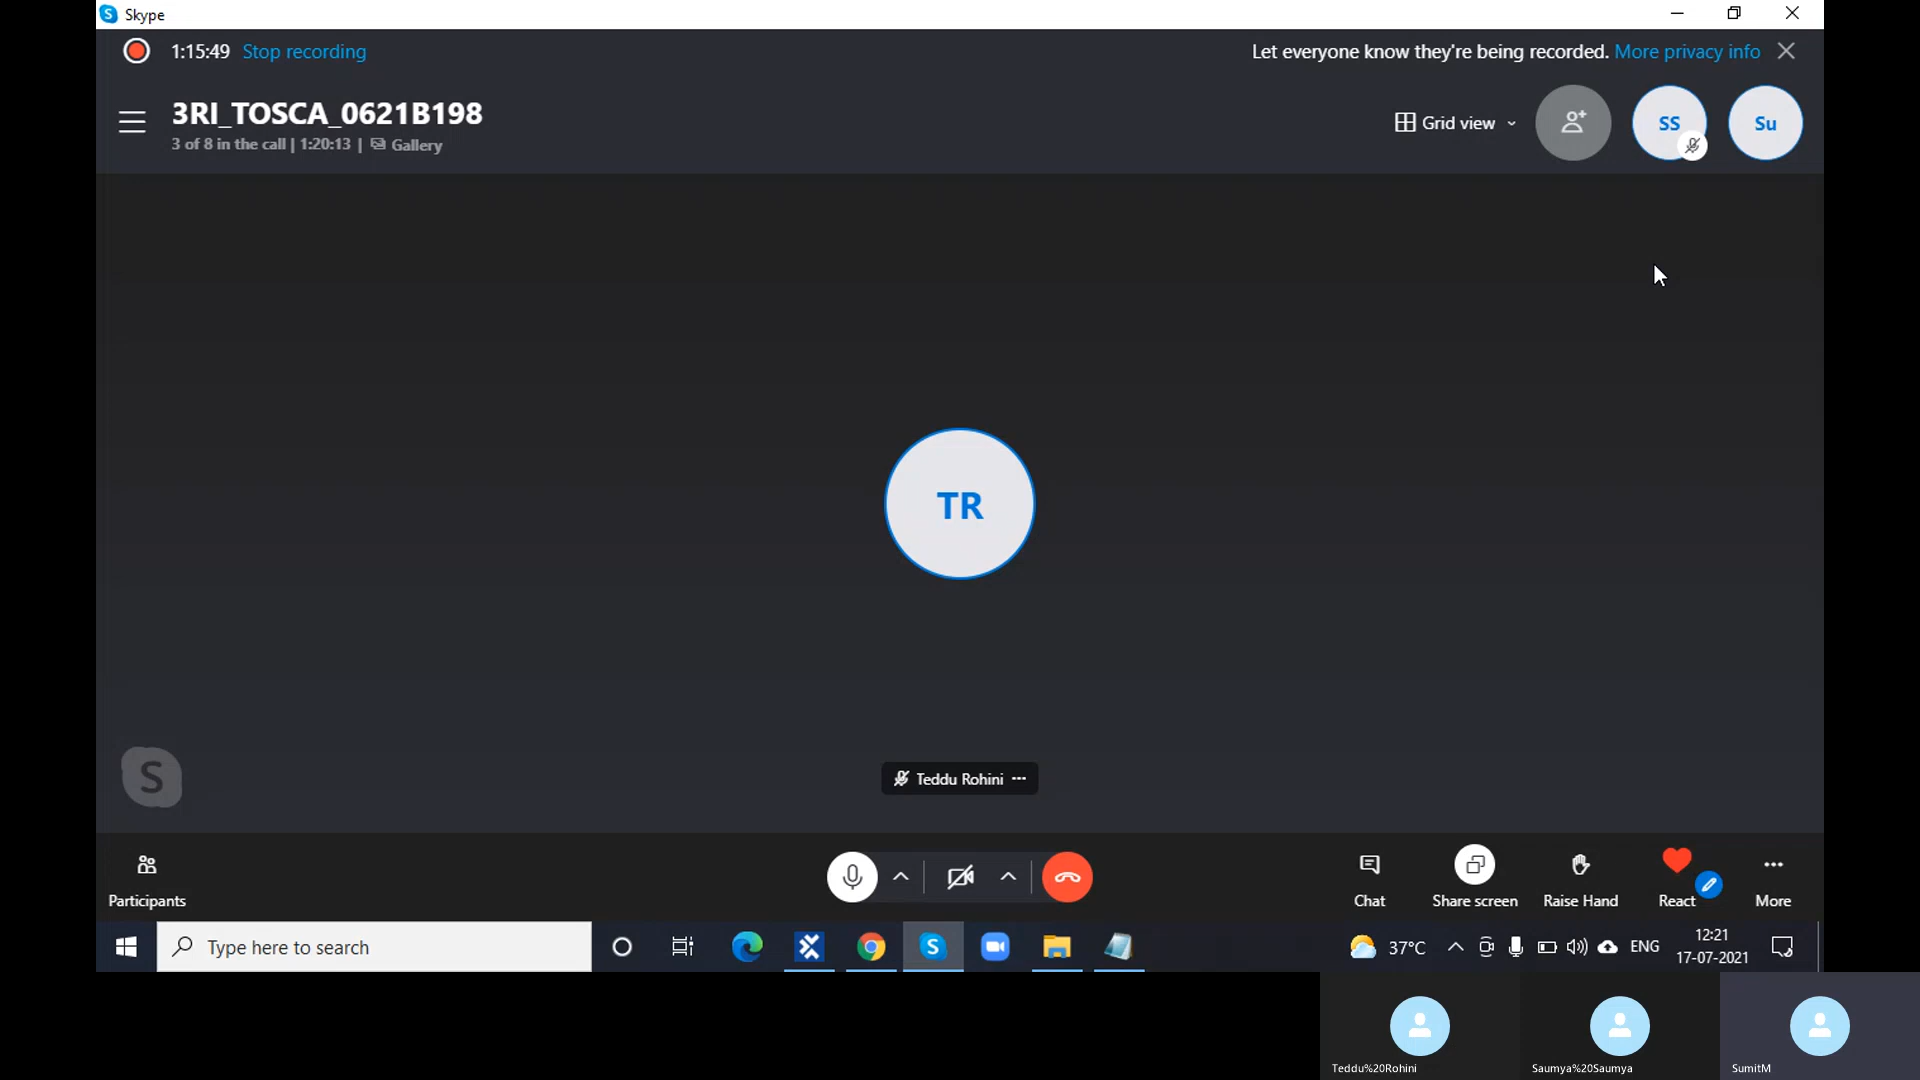 Skype
1:15:49 Stop recording
Let everyone know they're being recorded. More privacy info
3RI_TOSCA_0621B198
3 of 8 in the call | 1:20:13 | Gallery
Grid view
SS
Su
TR
Teddu Rohini
Participants
Chat
Share screen
Raise Hand
React
More
Type here to search
37°C
ENG
12:21
17-07-2021
Teddu%20Rohini
Saumya%20Saumya
SumitM